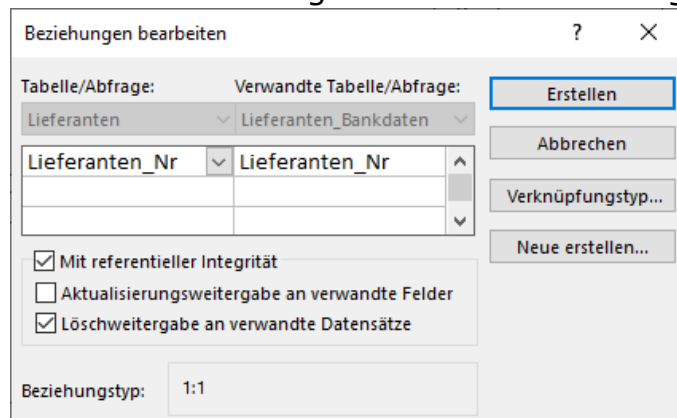 Beziehungen bearbeiten ? ×
Tabelle/Abfrage: Verwandte Tabelle/Abfrage:
Lieferanten Lieferanten_Bankdaten
Lieferanten_Nr Lieferanten_Nr
Mit referentieller Integrität
Aktualisierungsweitergabe an verwandte Felder
Löschweitergabe an verwandte Datensätze
Beziehungstyp: 1:1
Erstellen
Abbrechen
Verknüpfungstyp...
Neue erstellen...